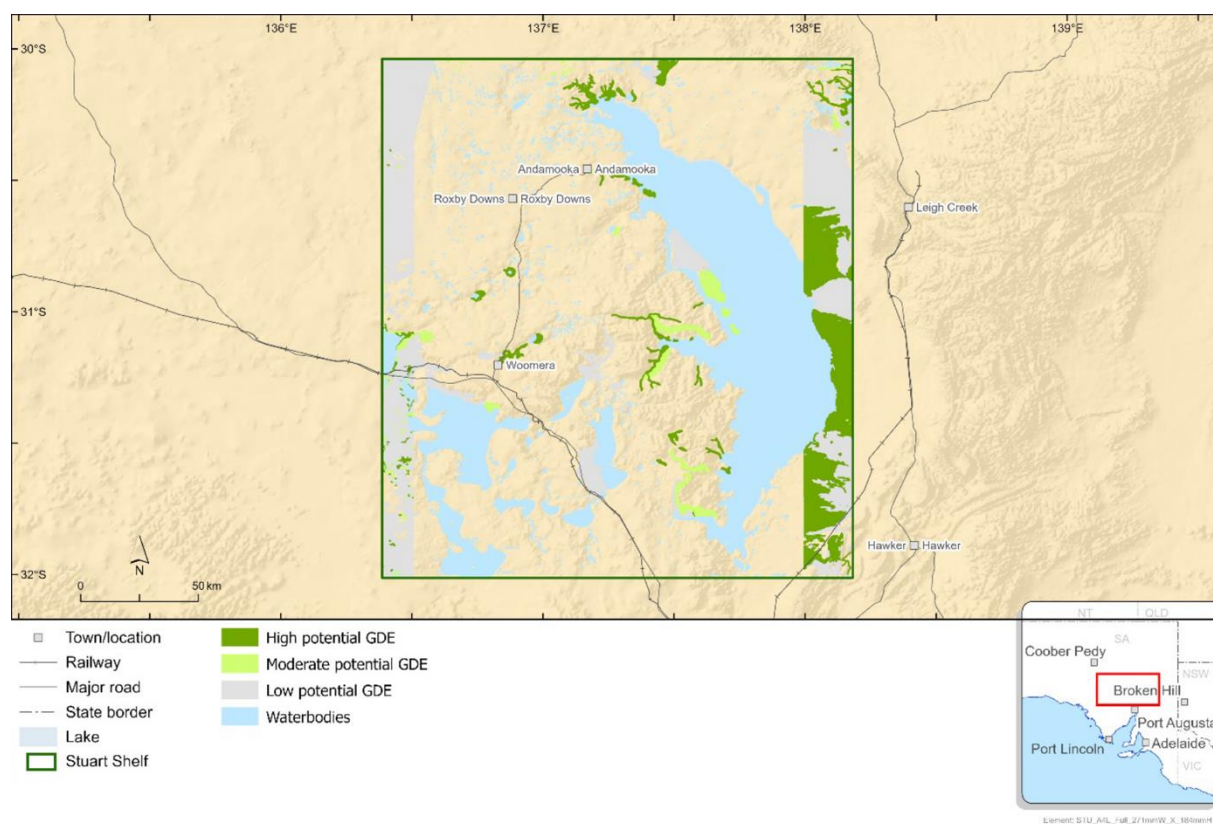 136°E
137°E
138°E
139°E
30°S
Andamooka Andamooka
Roxby Downs Roxby Downs
Leigh Creek
31°S
Woomera
Hawker Hawker
32°S
N
0 50 km
Town/location
Railway
Major road
State border
Lake
Stuart Shelf
High potential GDE
Moderate potential GDE
Low potential GDE
Waterbodies
NT QLD
SA
Coober Pedy
NSW
Broken Hill
Port Augusta
Port Lincoln
Adelaide
VIC
Element: STU_A4L_Full_271mmW_X_184mmH